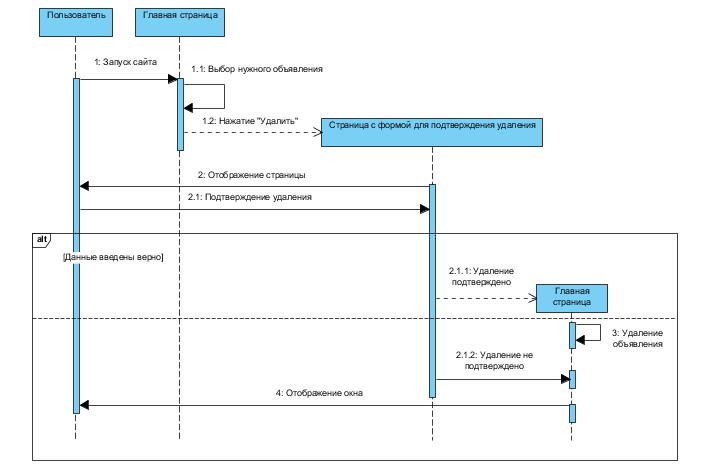 Пользователь
Главная страница
1: Запуск сайта
1.1: Выбор нужного объявления
1.2: Нажатие "Удалить"
Страница с формой для подтверждения удаления
2: Отображение страницы
2.1: Подтверждение удаления
alt
[Данные введены верно]
2.1.1: Удаление
подтверждено
Главная
страница
3: Удаление
объявления
2.1.2: Удаление не
подтверждено
4: Отображение окна